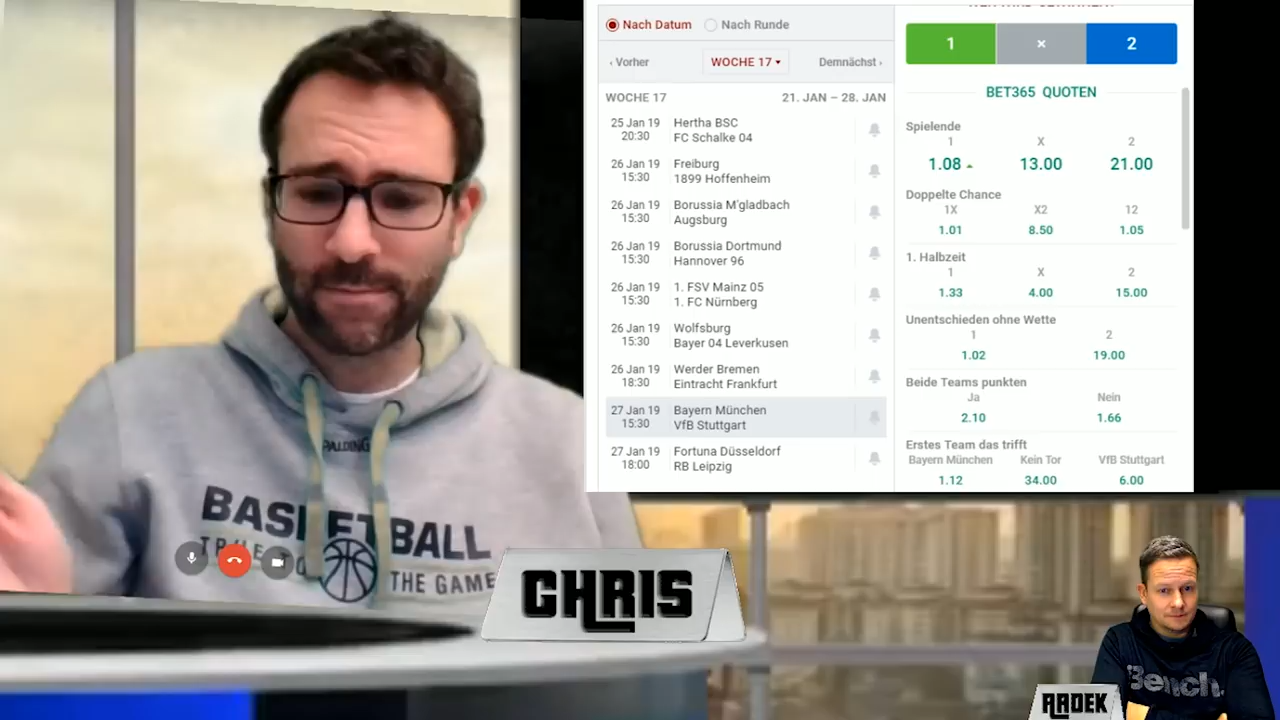 Nach Datum
Nach Runde
‹ Vorher
WOCHE 17
Demnächst ›
WOCHE 17
21. JAN – 28. JAN
25 Jan 19
20:30
Hertha BSC
FC Schalke 04
26 Jan 19
15:30
Freiburg
1899 Hoffenheim
26 Jan 19
15:30
Borussia M'gladbach
Augsburg
26 Jan 19
15:30
Borussia Dortmund
Hannover 96
26 Jan 19
15:30
1. FSV Mainz 05
1. FC Nürnberg
26 Jan 19
15:30
Wolfsburg
Bayer 04 Leverkusen
26 Jan 19
18:30
Werder Bremen
Eintracht Frankfurt
27 Jan 19
15:30
Bayern München
VfB Stuttgart
27 Jan 19
18:00
Fortuna Düsseldorf
RB Leipzig
1 × 2
BET365 QUOTEN
Spielende
1 X 2
1.08 13.00 21.00
Doppelte Chance
1X X2 12
1.01 8.50 1.05
1. Halbzeit
1 X 2
1.33 4.00 15.00
Unentschieden ohne Wette
1 2
1.02 19.00
Beide Teams punkten
Ja Nein
2.10 1.66
Erstes Team das trifft
Bayern München Kein Tor VfB Stuttgart
1.12 34.00 6.00
SPALDING
BASKETBALL
TRUE TO THE GAME
CHRIS
Bench.
RADEK